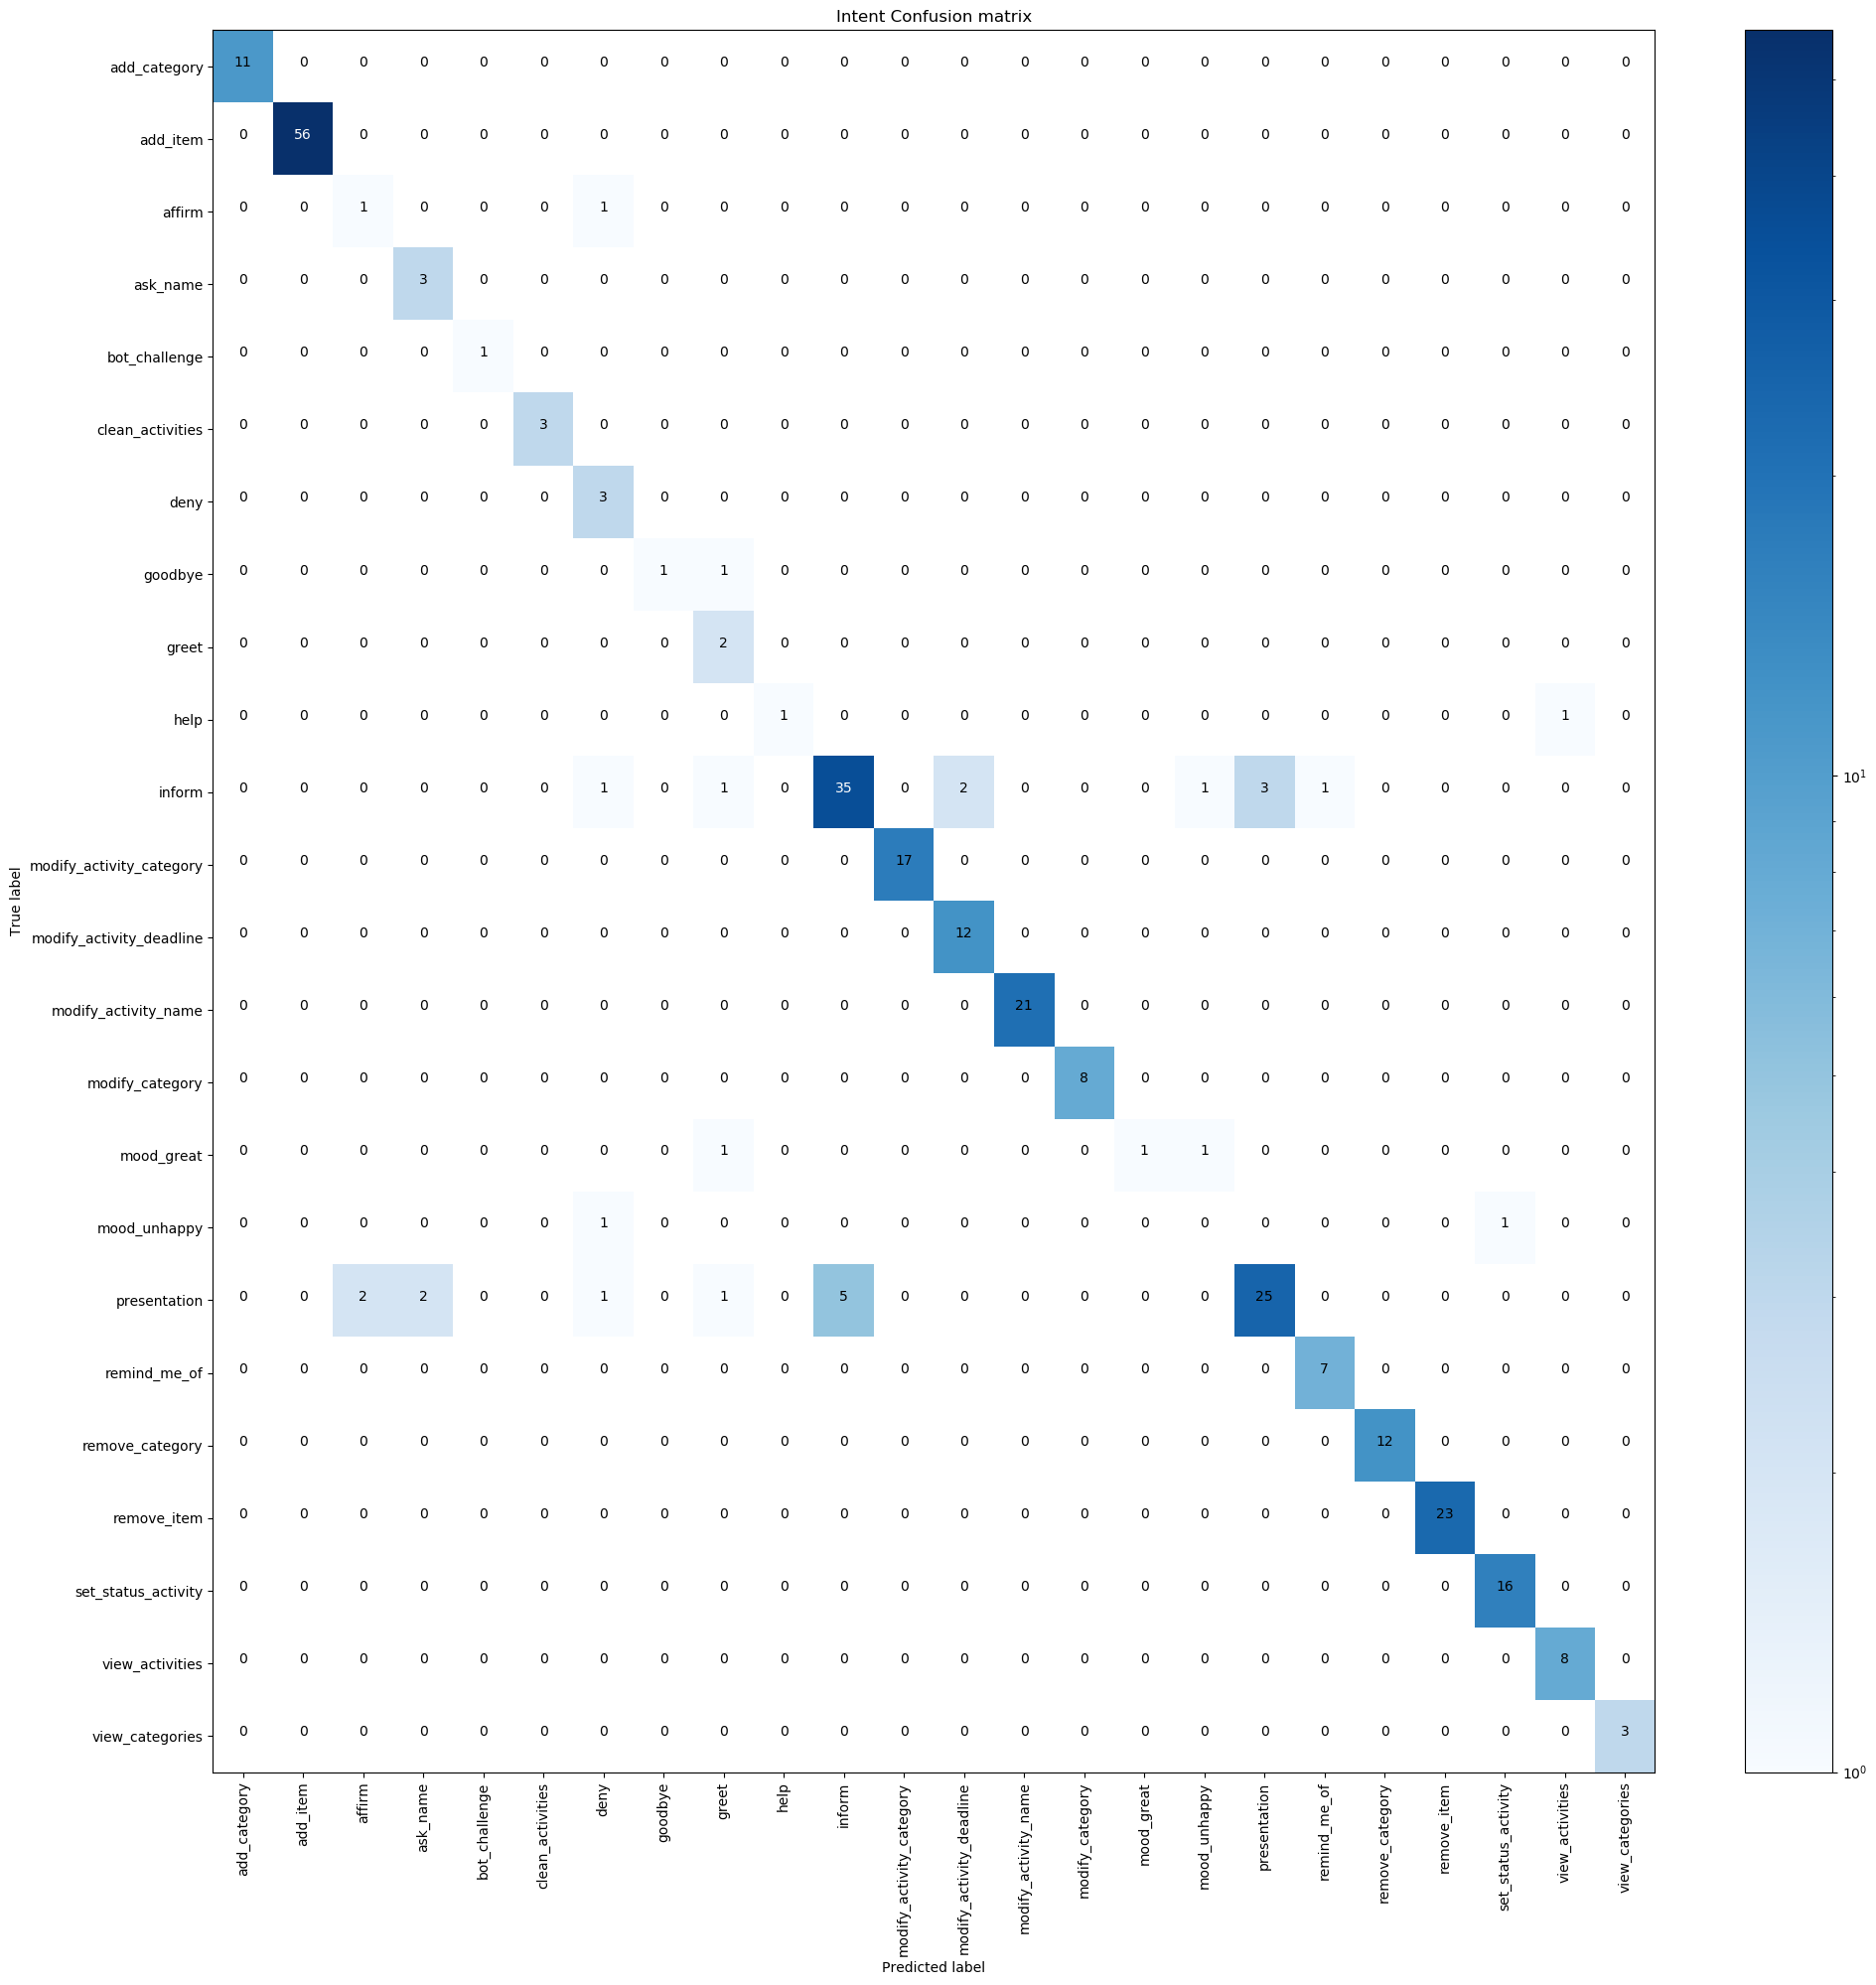 Intent Confusion matrix
add_category 11 0 0 0 0 0 0 0 0 0 0 0 0 0 0 0 0 0 0 0 0 0 0 0
add_item 0 56 0 0 0 0 0 0 0 0 0 0 0 0 0 0 0 0 0 0 0 0 0 0
affirm 0 0 1 0 0 0 1 0 0 0 0 0 0 0 0 0 0 0 0 0 0 0 0 0
ask_name 0 0 0 3 0 0 0 0 0 0 0 0 0 0 0 0 0 0 0 0 0 0 0 0
bot_challenge 0 0 0 0 1 0 0 0 0 0 0 0 0 0 0 0 0 0 0 0 0 0 0 0
clean_activities 0 0 0 0 0 3 0 0 0 0 0 0 0 0 0 0 0 0 0 0 0 0 0 0
deny 0 0 0 0 0 0 3 0 0 0 0 0 0 0 0 0 0 0 0 0 0 0 0 0
goodbye 0 0 0 0 0 0 0 1 1 0 0 0 0 0 0 0 0 0 0 0 0 0 0 0
greet 0 0 0 0 0 0 0 0 2 0 0 0 0 0 0 0 0 0 0 0 0 0 0 0
help 0 0 0 0 0 0 0 0 0 1 0 0 0 0 0 0 0 0 0 0 0 0 1 0
inform 0 0 0 0 0 0 1 0 1 0 35 0 2 0 0 0 1 3 1 0 0 0 0 0
modify_activity_category 0 0 0 0 0 0 0 0 0 0 0 17 0 0 0 0 0 0 0 0 0 0 0 0
modify_activity_deadline 0 0 0 0 0 0 0 0 0 0 0 0 12 0 0 0 0 0 0 0 0 0 0 0
modify_activity_name 0 0 0 0 0 0 0 0 0 0 0 0 0 21 0 0 0 0 0 0 0 0 0 0
modify_category 0 0 0 0 0 0 0 0 0 0 0 0 0 0 8 0 0 0 0 0 0 0 0 0
mood_great 0 0 0 0 0 0 0 0 1 0 0 0 0 0 0 1 1 0 0 0 0 0 0 0
mood_unhappy 0 0 0 0 0 0 1 0 0 0 0 0 0 0 0 0 0 0 0 0 0 1 0 0
presentation 0 0 2 2 0 0 1 0 1 0 5 0 0 0 0 0 0 25 0 0 0 0 0 0
remind_me_of 0 0 0 0 0 0 0 0 0 0 0 0 0 0 0 0 0 0 7 0 0 0 0 0
remove_category 0 0 0 0 0 0 0 0 0 0 0 0 0 0 0 0 0 0 0 12 0 0 0 0
remove_item 0 0 0 0 0 0 0 0 0 0 0 0 0 0 0 0 0 0 0 0 23 0 0 0
set_status_activity 0 0 0 0 0 0 0 0 0 0 0 0 0 0 0 0 0 0 0 0 0 16 0 0
view_activities 0 0 0 0 0 0 0 0 0 0 0 0 0 0 0 0 0 0 0 0 0 0 8 0
view_categories 0 0 0 0 0 0 0 0 0 0 0 0 0 0 0 0 0 0 0 0 0 0 0 3
True label
add_category
add_item
affirm
ask_name
bot_challenge
clean_activities
deny
goodbye
greet
help
inform
modify_activity_category
modify_activity_deadline
modify_activity_name
modify_category
mood_great
mood_unhappy
presentation
remind_me_of
remove_category
remove_item
set_status_activity
view_activities
view_categories
Predicted label
10¹
10⁰